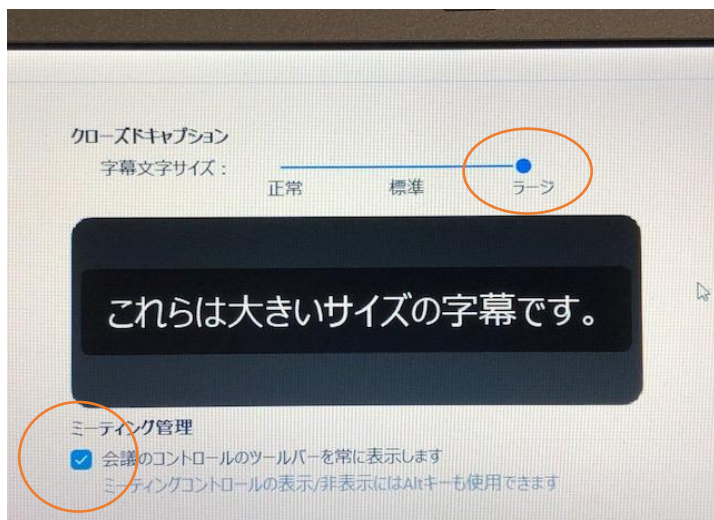 クローズドキャプション
字幕文字サイズ：
正常 標準 ラージ
これらは大きいサイズの字幕です。
ミーティング管理
会議のコントロールのツールバーを常に表示します
ミーティングコントロールの表示/非表示にはAltキーも使用できます